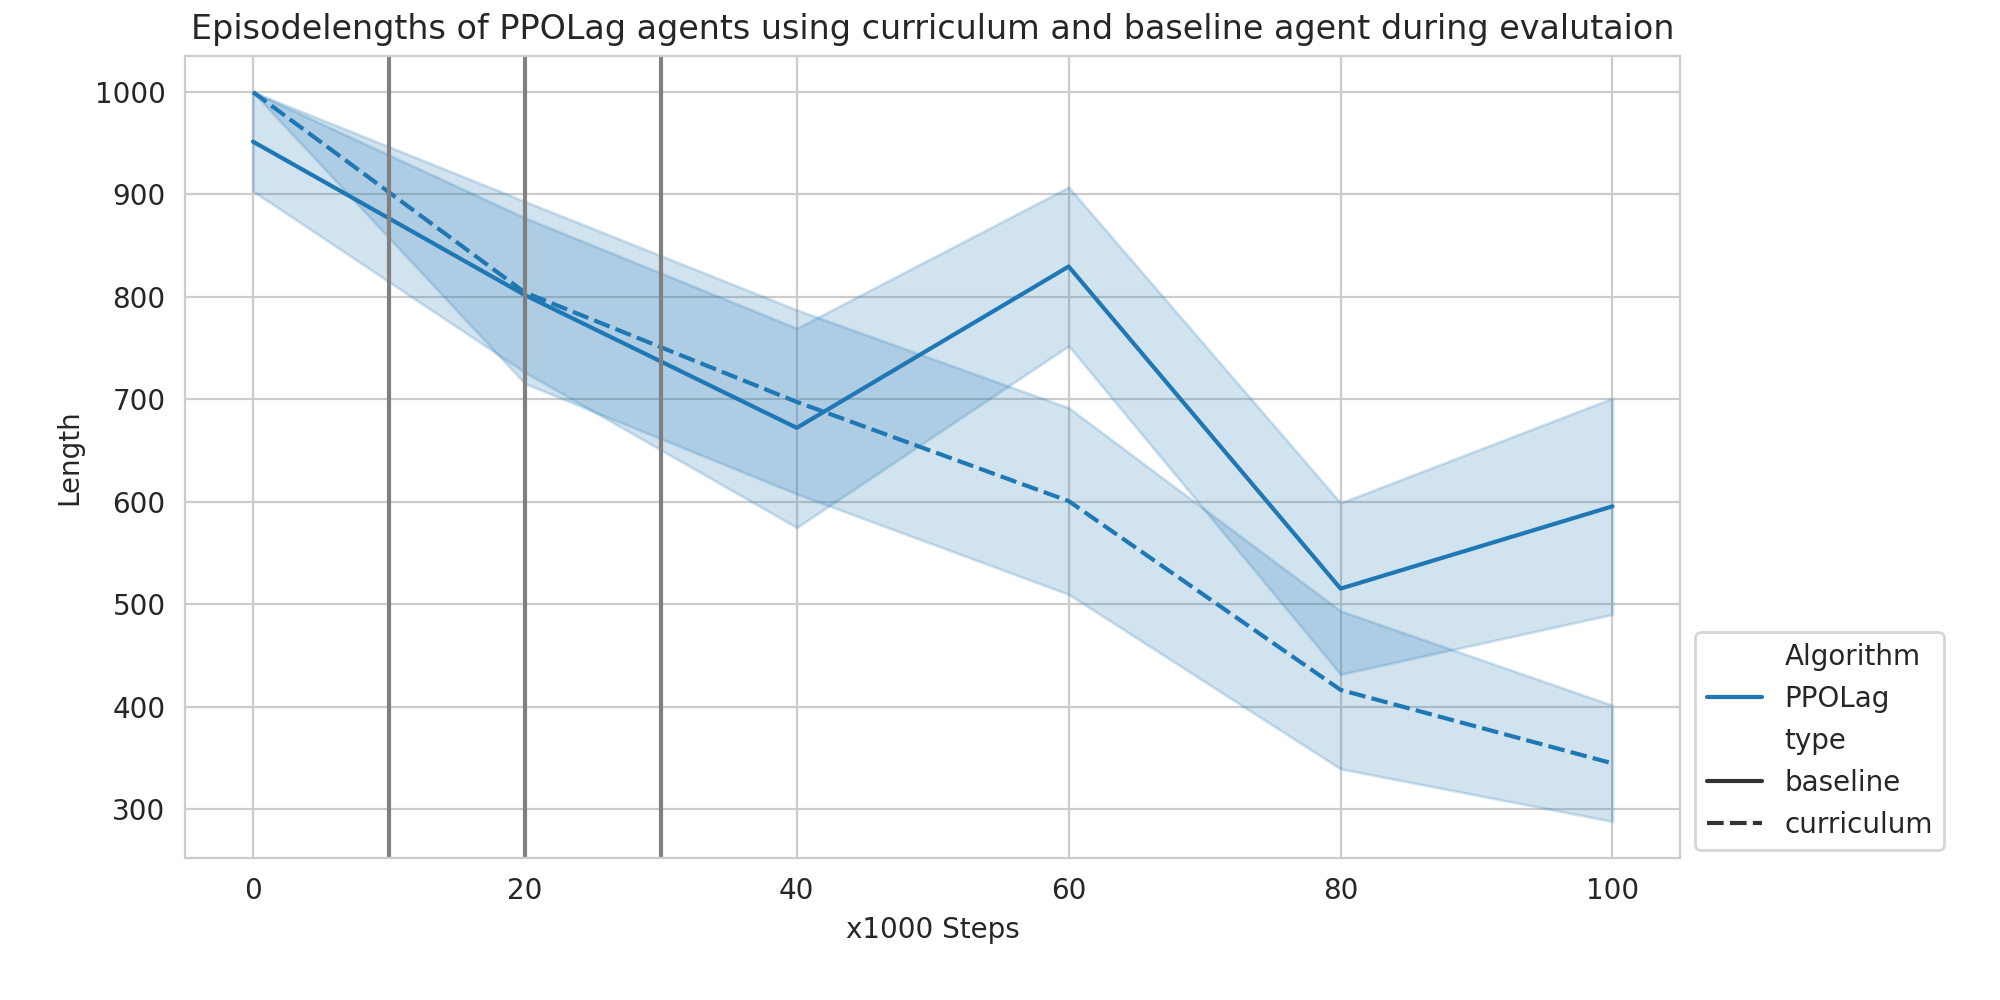 Episodelengths of PPOLag agents using curriculum and baseline agent during evalutaion
1000
900
800
700
600
500
400
300
Length
0 20 40 60 80 100
x1000 Steps
Algorithm
PPOLag
type
baseline
curriculum